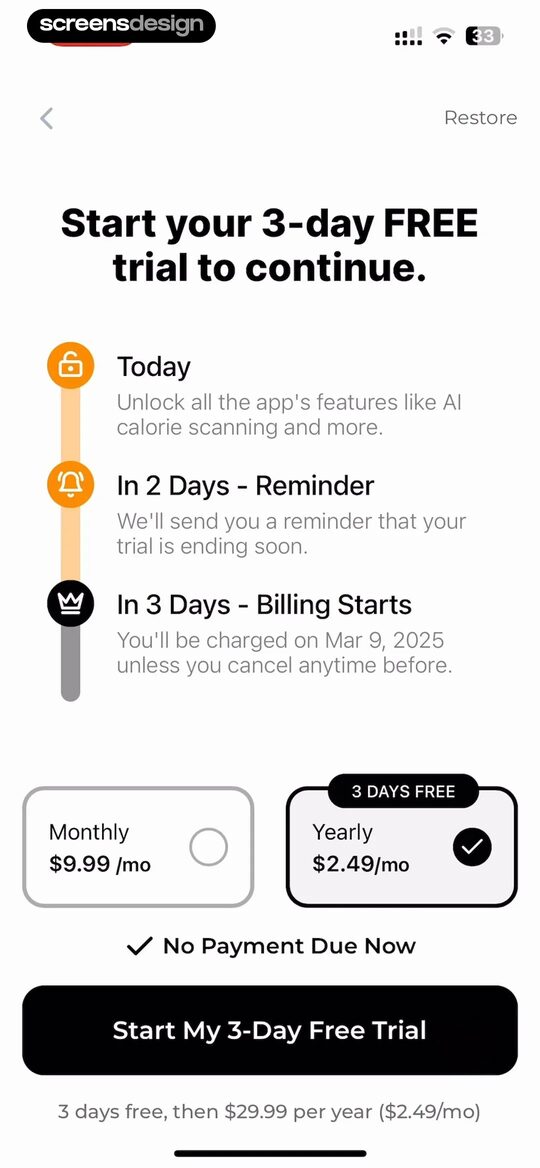 screensdesign
33
Restore
Start your 3-day FREE
trial to continue.
Today
Unlock all the app's features like AI
calorie scanning and more.
In 2 Days - Reminder
We'll send you a reminder that your
trial is ending soon.
In 3 Days - Billing Starts
You'll be charged on Mar 9, 2025
unless you cancel anytime before.
Monthly
$9.99 /mo
3 DAYS FREE
Yearly
$2.49/mo
No Payment Due Now
Start My 3-Day Free Trial
3 days free, then $29.99 per year ($2.49/mo)